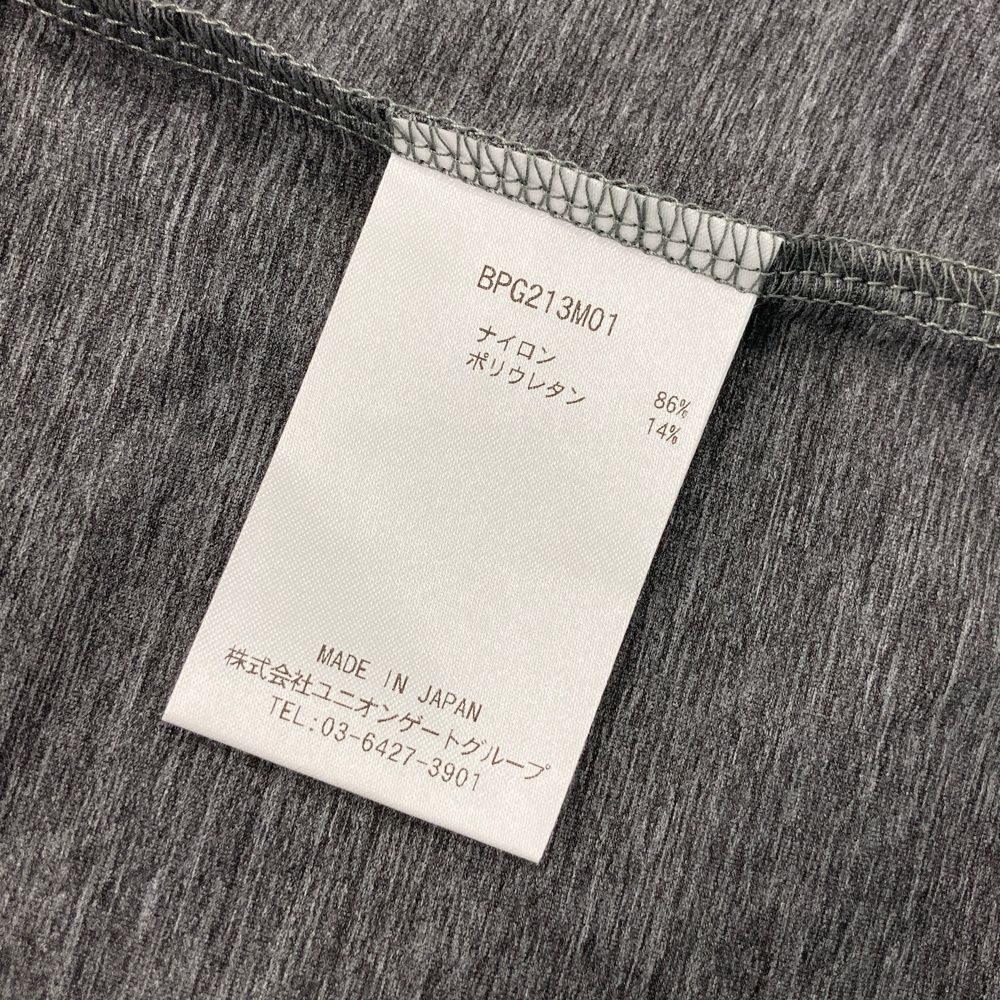 BPG213M01
ナイロン 86%
ポリウレタン 14%
MADE IN JAPAN
株式会社ユニオンゲートグループ
TEL:03-6427-3901